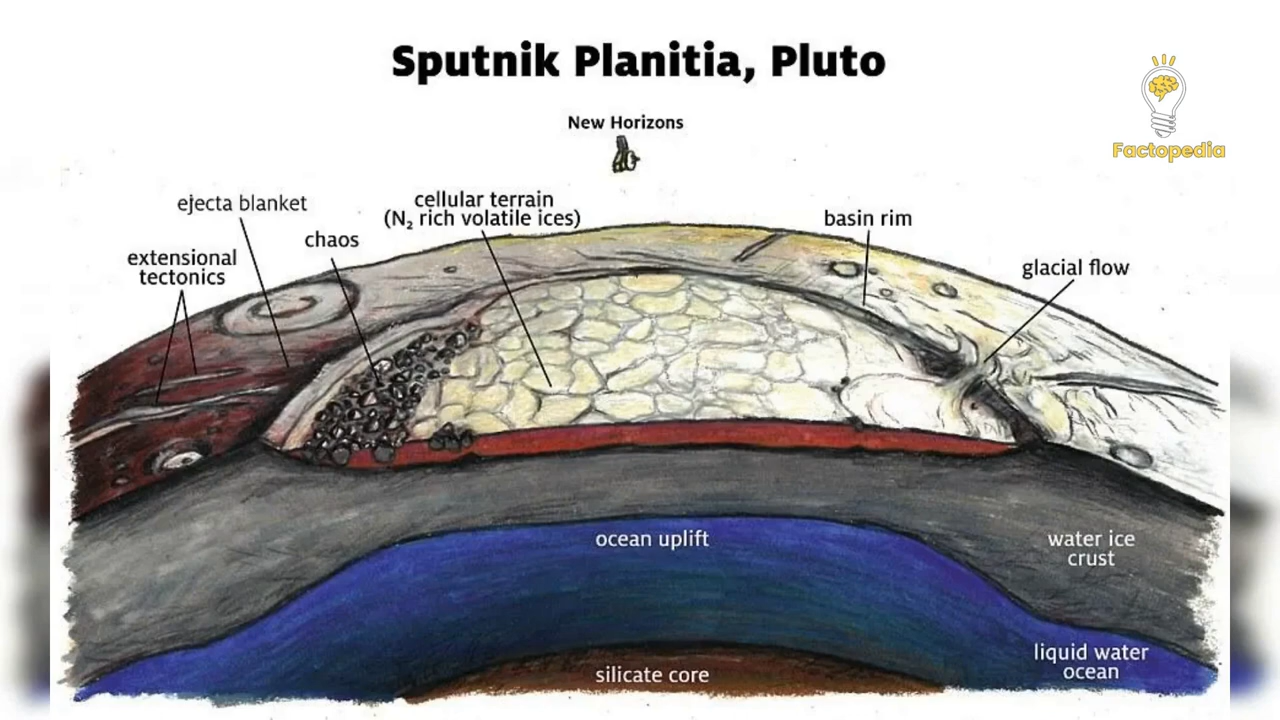 Sputnik Planitia, Pluto
Factopedia
New Horizons
ejecta blanket
cellular terrain
(N₂ rich volatile ices)
chaos
basin rim
extensional
tectonics
glacial flow
ocean uplift
water ice
crust
liquid water
ocean
silicate core